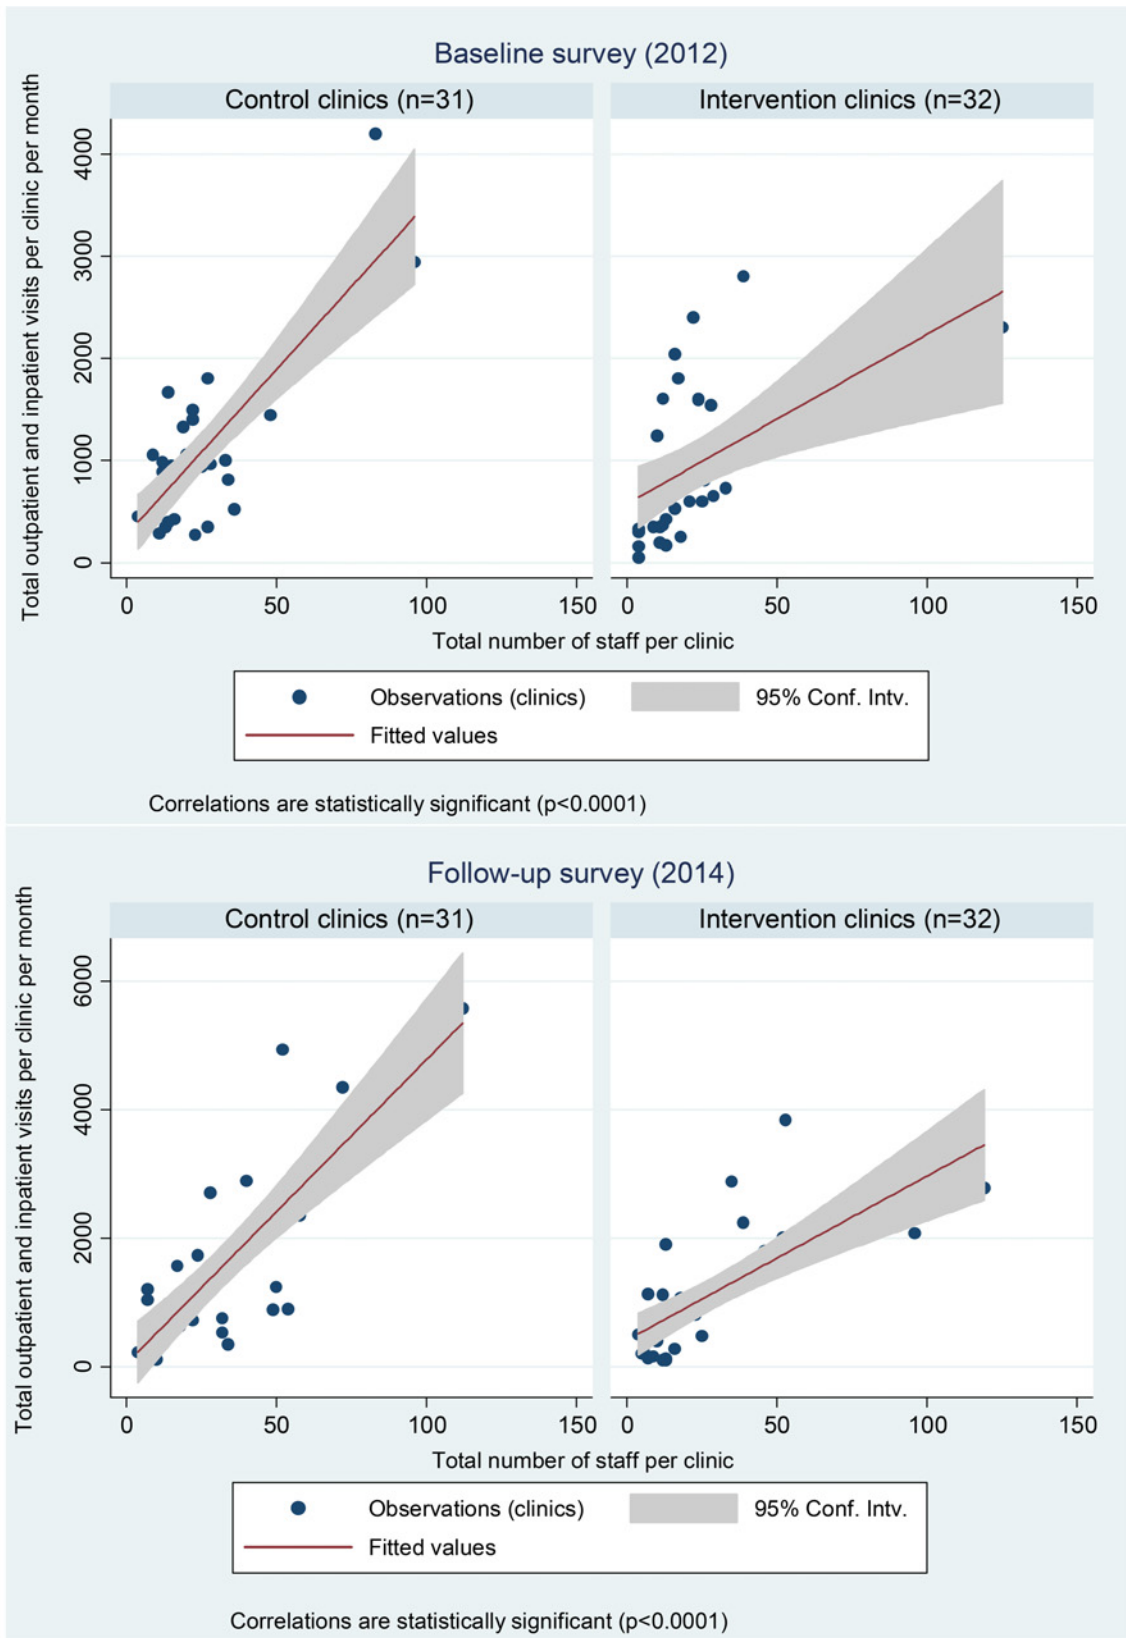 Baseline survey (2012)
Control clinics (n=31)
Intervention clinics (n=32)
Total outpatient and inpatient visits per clinic per month
4000
3000
2000
1000
0
0 50 100 150
0 50 100 150
Total number of staff per clinic
Observations (clinics)
95% Conf. Intv.
Fitted values
Correlations are statistically significant (p<0.0001)
Follow-up survey (2014)
Control clinics (n=31)
Intervention clinics (n=32)
Total outpatient and inpatient visits per clinic per month
6000
4000
2000
0
0 50 100 150
0 50 100 150
Total number of staff per clinic
Observations (clinics)
95% Conf. Intv.
Fitted values
Correlations are statistically significant (p<0.0001)